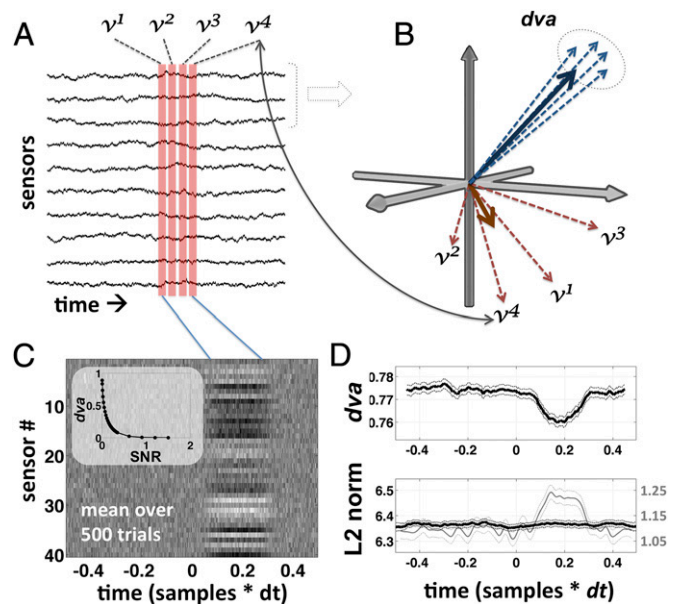 A
ν¹ ν² ν³ ν⁴
sensors
time →
B
dva
ν³
ν²
ν¹
ν⁴
C
1
0.5
0
dva
0 1 2
SNR
mean over
500 trials
10
20
30
40
sensor #
-0.4 -0.2 0 0.2 0.4
time (samples * dt)
D
0.78
0.77
0.76
dva
-0.4 -0.2 0 0.2 0.4
6.5
6.4
6.3
L2 norm
1.25
1.15
1.05
-0.4 -0.2 0 0.2 0.4
time (samples * dt)